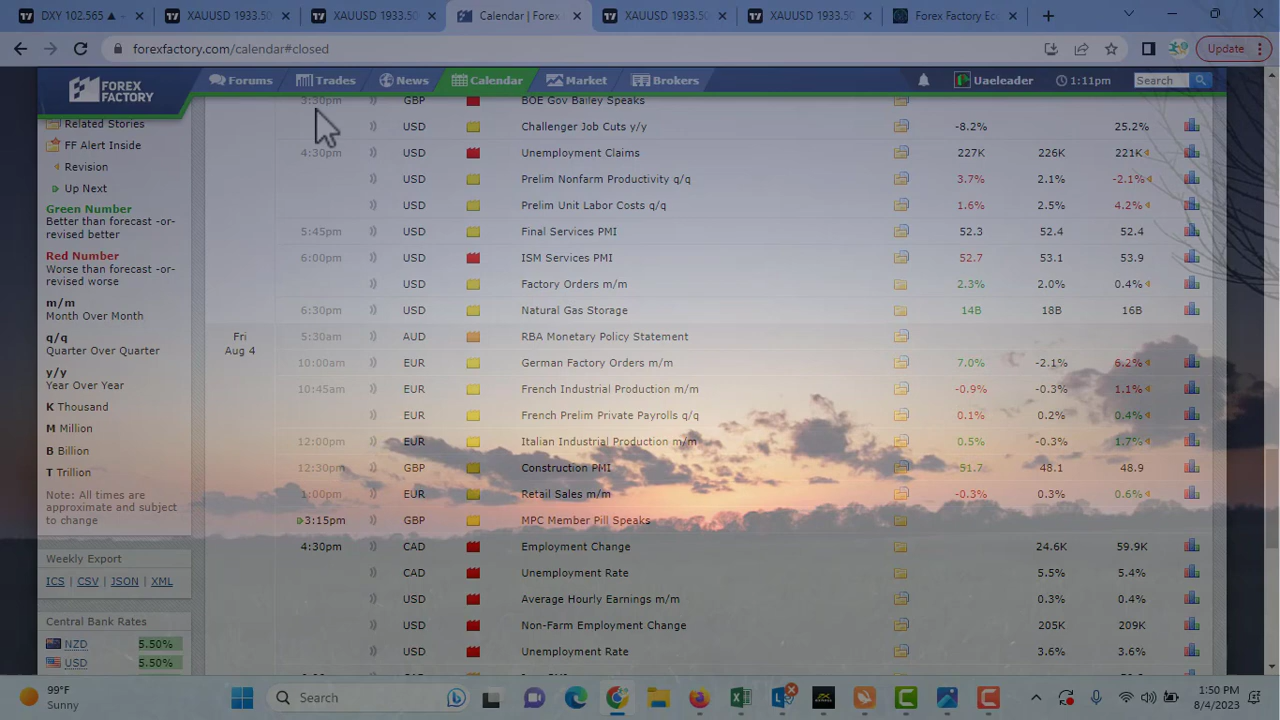 DXY 102.565 ▲
XAUUSD 1933.50
XAUUSD 1933.50
Calendar | Forex
XAUUSD 1933.50
XAUUSD 1933.50
Forex Factory Ec
forexfactory.com/calendar#closed
Update
FOREX
FACTORY
Forums
Trades
News
Calendar
Market
Brokers
Uaeleader
1:11pm
Search
Related Stories
FF Alert Inside
Revision
Up Next
Green Number
Better than forecast -or-
revised better
Red Number
Worse than forecast -or-
revised worse
m/m
Month Over Month
q/q
Quarter Over Quarter
y/y
Year Over Year
K Thousand
M Million
B Billion
T Trillion
Note: All times are
approximate and subject
to change
Weekly Export
ICS | CSV | JSON | XML
Central Bank Rates
NZD 5.50%
USD 5.50%
3:30pm GBP BOE Gov Bailey Speaks
USD Challenger Job Cuts y/y -8.2% 25.2%
4:30pm USD Unemployment Claims 227K 226K 221K
USD Prelim Nonfarm Productivity q/q 3.7% 2.1% -2.1%
USD Prelim Unit Labor Costs q/q 1.6% 2.5% 4.2%
5:45pm USD Final Services PMI 52.3 52.4 52.4
6:00pm USD ISM Services PMI 52.7 53.1 53.9
USD Factory Orders m/m 2.3% 2.0% 0.4%
6:30pm USD Natural Gas Storage 14B 18B 16B
Fri
Aug 4
5:30am AUD RBA Monetary Policy Statement
10:00am EUR German Factory Orders m/m 7.0% -2.1% 6.2%
10:45am EUR French Industrial Production m/m -0.9% -0.3% 1.1%
EUR French Prelim Private Payrolls q/q 0.1% 0.2% 0.4%
12:00pm EUR Italian Industrial Production m/m 0.5% -0.3% 1.7%
12:30pm GBP Construction PMI 51.7 48.1 48.9
1:00pm EUR Retail Sales m/m -0.3% 0.3% 0.6%
3:15pm GBP MPC Member Pill Speaks
4:30pm CAD Employment Change 24.6K 59.9K
CAD Unemployment Rate 5.5% 5.4%
USD Average Hourly Earnings m/m 0.3% 0.4%
USD Non-Farm Employment Change 205K 209K
USD Unemployment Rate 3.6% 3.6%
99°F
Sunny
Search
1:50 PM
8/4/2023